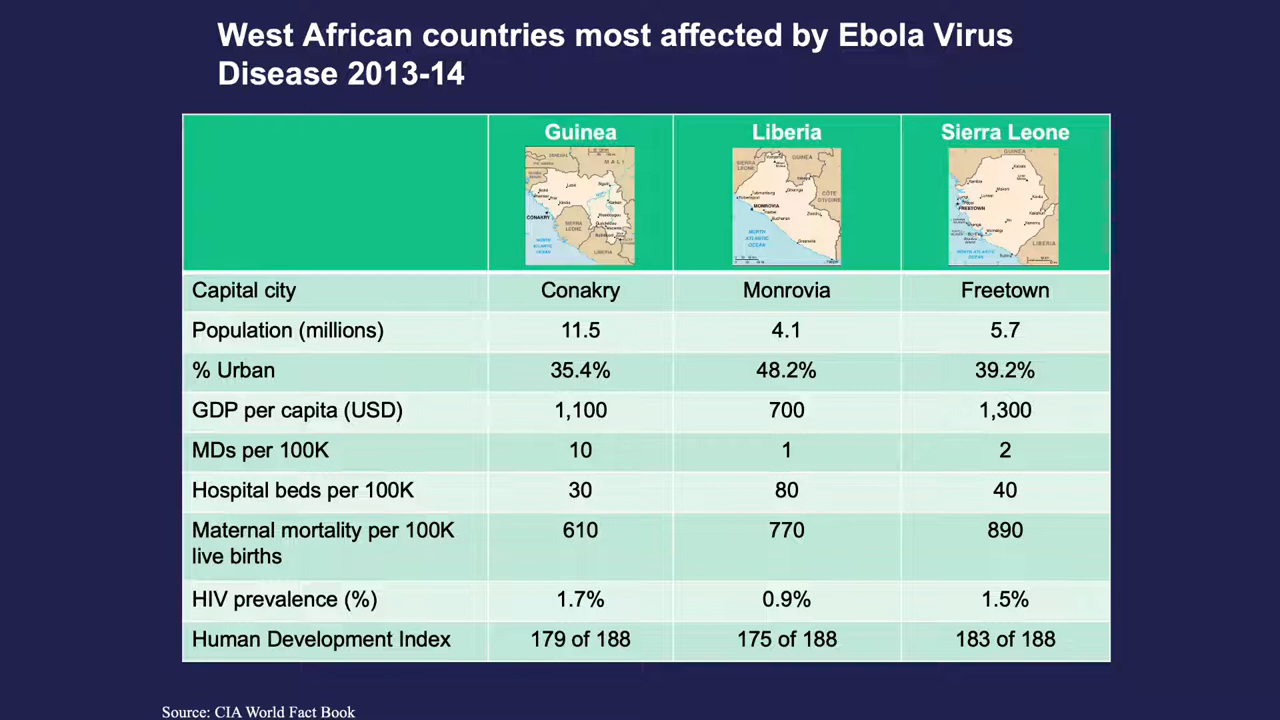 West African countries most affected by Ebola Virus
Disease 2013-14
Guinea Liberia Sierra Leone
Capital city Conakry Monrovia Freetown
Population (millions) 11.5 4.1 5.7
% Urban 35.4% 48.2% 39.2%
GDP per capita (USD) 1,100 700 1,300
MDs per 100K 10 1 2
Hospital beds per 100K 30 80 40
Maternal mortality per 100K 610 770 890
live births
HIV prevalence (%) 1.7% 0.9% 1.5%
Human Development Index 179 of 188 175 of 188 183 of 188
Source: CIA World Fact Book